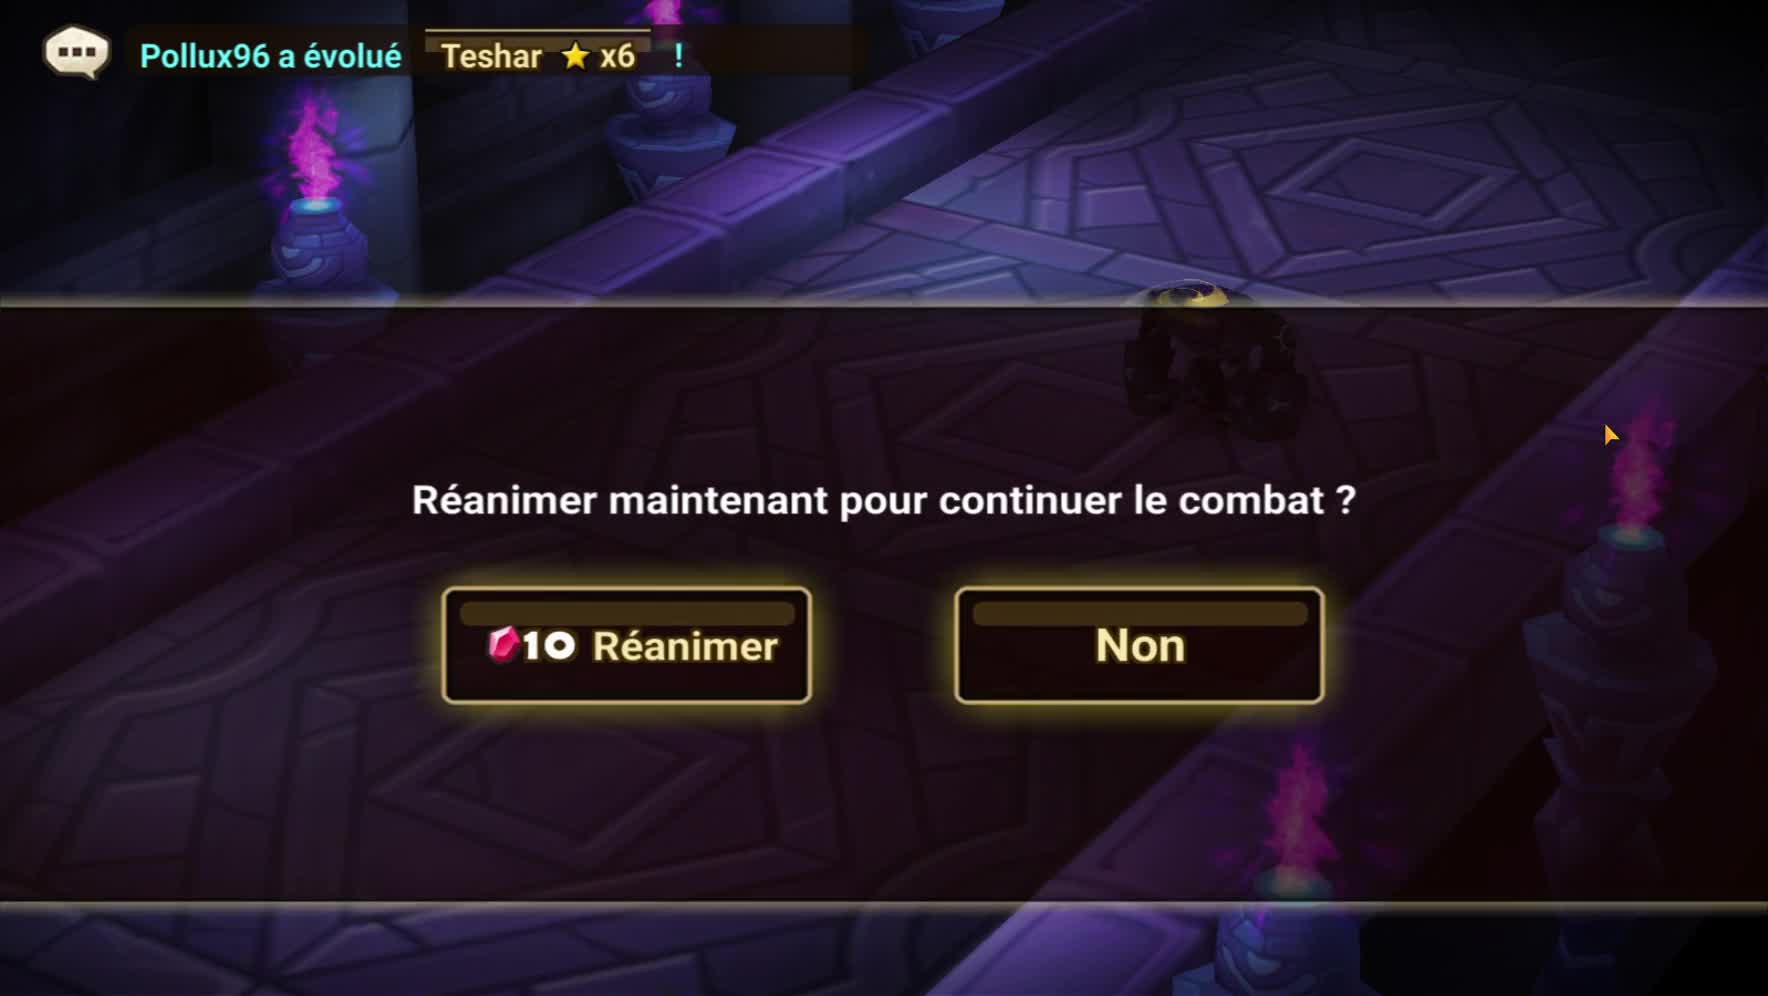 Pollux96 a évolué Teshar ⭐ x6 !
Réanimer maintenant pour continuer le combat ?
10 Réanimer
Non